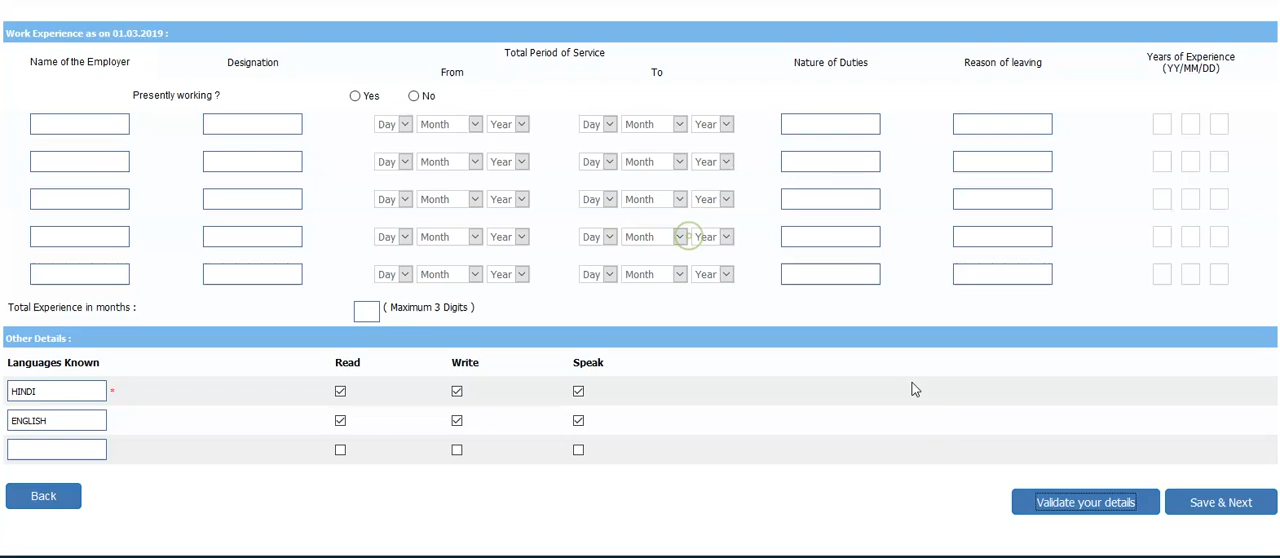 Work Experience as on 01.03.2019 :
Total Period of Service
Name of the Employer Designation From To Nature of Duties Reason of leaving Years of Experience
(YY/MM/DD)
Presently working ? Yes No
Day Month Year Day Month Year
Day Month Year Day Month Year
Day Month Year Day Month Year
Day Month Year Day Month Year
Day Month Year Day Month Year
Total Experience in months : ( Maximum 3 Digits )
Other Details :
Languages Known Read Write Speak
HINDI *
ENGLISH
Back Validate your details Save & Next